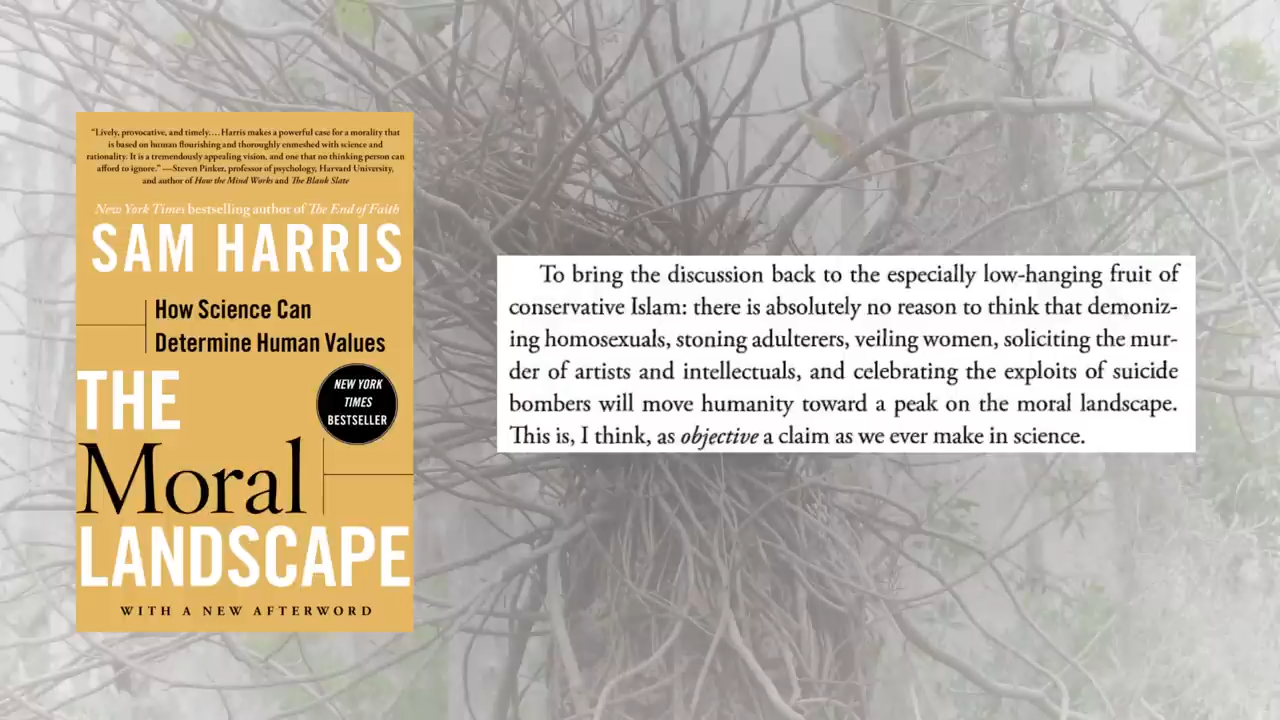 “Lively, provocative, and timely.... Harris makes a powerful case for a morality that
is based on human flourishing and thoroughly enmeshed with science and
rationality. It is a tremendously appealing vision, and one that no thinking person can
afford to ignore.” —Steven Pinker, professor of psychology, Harvard University,
and author of How the Mind Works and The Blank Slate
New York Times bestselling author of The End of Faith
SAM HARRIS
How Science Can
Determine Human Values
THE
NEW YORK
TIMES
BESTSELLER
Moral
LANDSCAPE
WITH A NEW AFTERWORD
To bring the discussion back to the especially low-hanging fruit of
conservative Islam: there is absolutely no reason to think that demoniz-
ing homosexuals, stoning adulterers, veiling women, soliciting the mur-
der of artists and intellectuals, and celebrating the exploits of suicide
bombers will move humanity toward a peak on the moral landscape.
This is, I think, as objective a claim as we ever make in science.